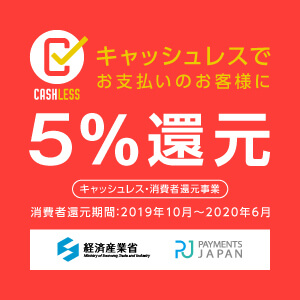 キャッシュレスで
お支払いのお客様に
CASHLESS
5%還元
キャッシュレス・消費者還元事業
消費者還元期間：2019年10月～2020年6月
経済産業省
Ministry of Economy, Trade and Industry
PAYMENTS
JAPAN